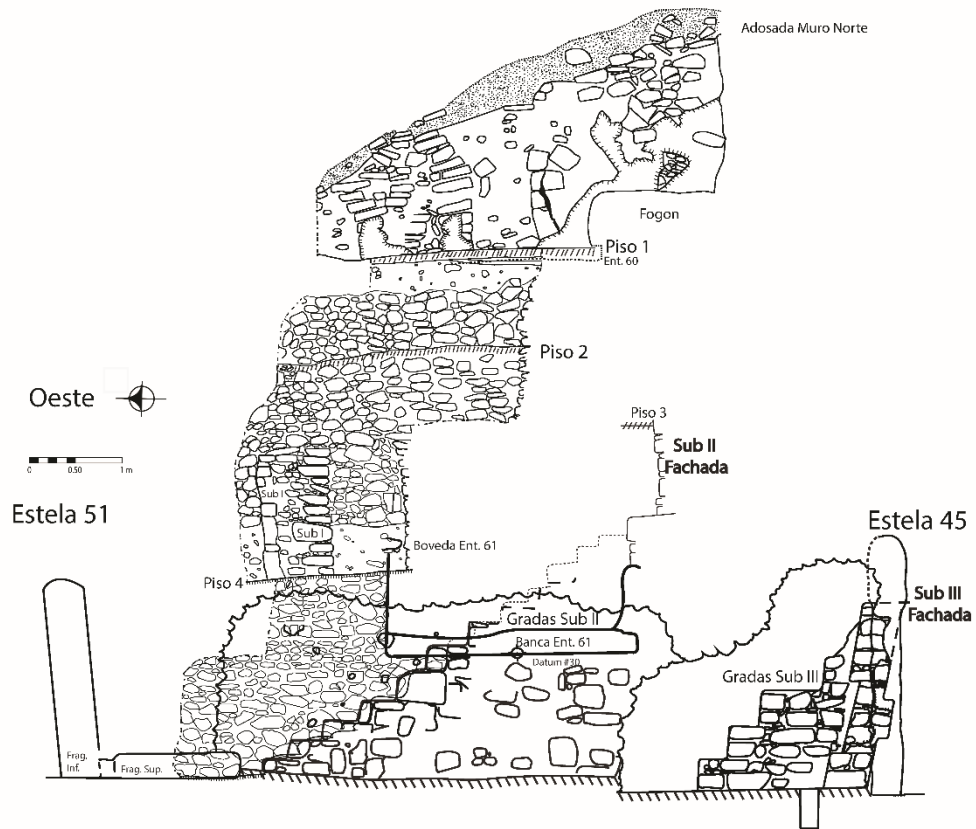 Adosada Muro Norte
Fogon
Piso 1
Ent. 60
Piso 2
Oeste
0 0.50 1 m
Piso 3
Sub II
Fachada
Sub I
Sub I
Estela 51
Estela 45
Boveda Ent. 61
Piso 4
Sub III
Fachada
Gradas Sub II
Banca Ent. 61
Datum #30
Gradas Sub III
Frag.
Inf.
Frag. Sup.